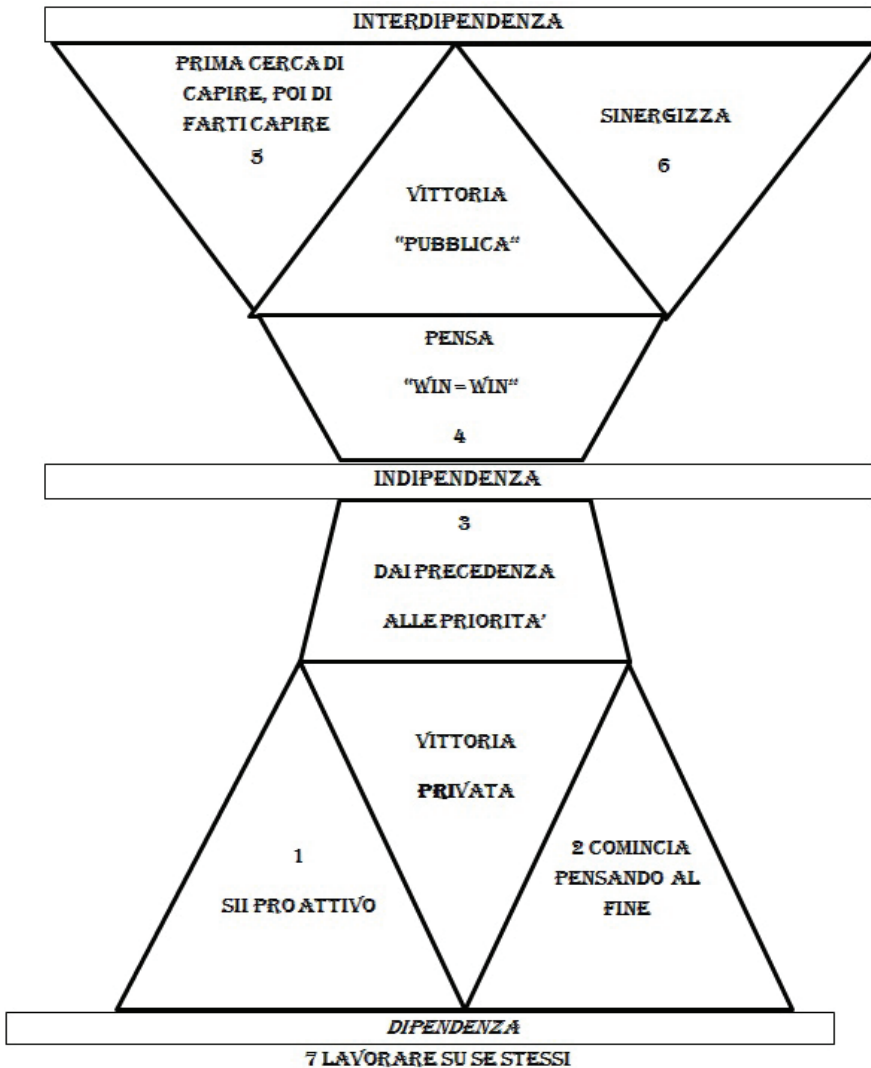 INTERDIPENDENZA
PRIMA CERCA DI
CAPIRE, POI DI
FARTI CAPIRE
5
SINERGIZZA
6
VITTORIA
"PUBBLICA"
PENSA
"WIN = WIN"
4
INDIPENDENZA
3
DAI PRECEDENZA
ALLE PRIORITA'
VITTORIA
PRIVATA
1
SII PRO ATTIVO
2 COMINCIA
PENSANDO AL
FINE
DIPENDENZA
7 LAVORARE SU SE STESSI